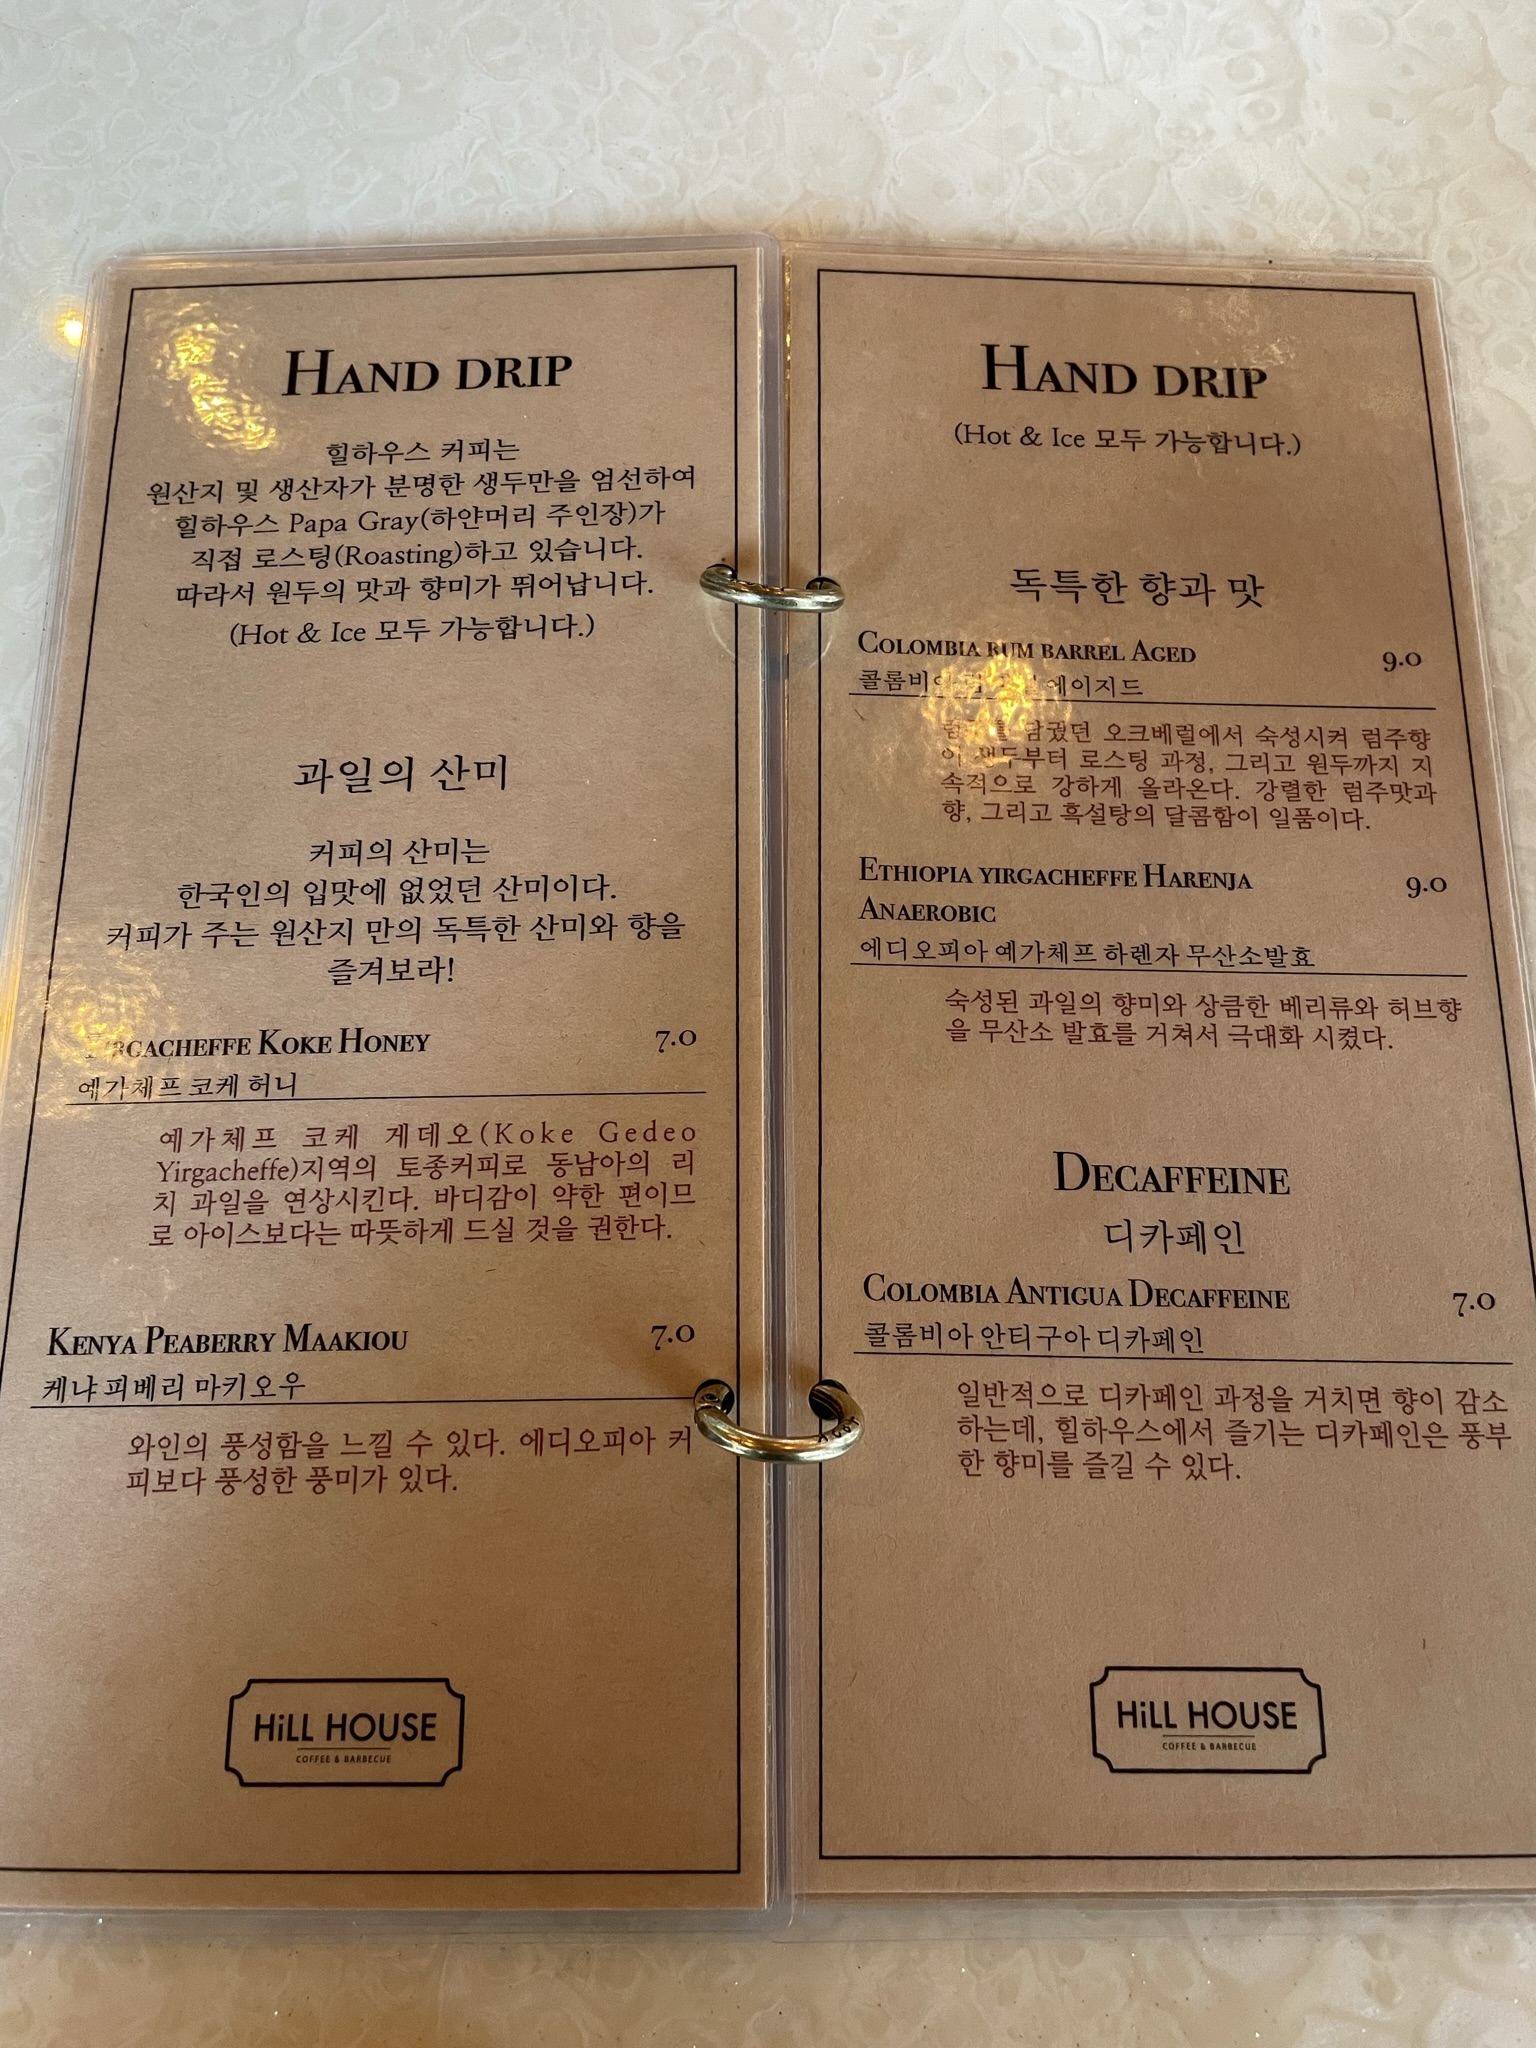 HAND DRIP
힐하우스 커피는
원산지 및 생산자가 분명한 생두만을 엄선하여
힐하우스 Papa Gray(하얀머리 주인장)가
직접 로스팅(Roasting)하고 있습니다.
따라서 원두의 맛과 향미가 뛰어납니다.
(Hot & Ice 모두 가능합니다.)
과일의 산미
커피의 산미는
한국인의 입맛에 없었던 산미이다.
커피가 주는 원산지 만의 독특한 산미와 향을
즐겨보라!
YIRGACHEFFE KOKE HONEY 7.0
예가체프 코케 허니
예가체프 코케 게데오(Koke Gedeo
Yirgacheffe)지역의 토종커피로 동남아의 리
치 과일을 연상시킨다. 바디감이 약한 편이므
로 아이스보다는 따뜻하게 드실 것을 권한다.
KENYA PEABERRY MAAKIOU 7.0
케냐 피베리 마키오우
와인의 풍성함을 느낄 수 있다. 에디오피아 커
피보다 풍성한 풍미가 있다.
HiLL HOUSE
COFFEE & BARBECUE
HAND DRIP
(Hot & Ice 모두 가능합니다.)
독특한 향과 맛
COLOMBIA RUM BARREL AGED 9.0
콜롬비아 에이지드
담궜던 오크베럴에서 숙성시켜 럼주향
이 생두부터 로스팅 과정, 그리고 원두까지 지
속적으로 강하게 올라온다. 강렬한 럼주맛과
향, 그리고 흑설탕의 달콤함이 일품이다.
ETHIOPIA YIRGACHEFFE HARENJA 9.0
ANAEROBIC
에디오피아 예가체프 하렌자 무산소발효
숙성된 과일의 향미와 상큼한 베리류와 허브향
을 무산소 발효를 거쳐서 극대화 시켰다.
DECAFFEINE
디카페인
COLOMBIA ANTIGUA DECAFFEINE 7.0
콜롬비아 안티구아 디카페인
일반적으로 디카페인 과정을 거치면 향이 감소
하는데, 힐하우스에서 즐기는 디카페인은 풍부
한 향미를 즐길 수 있다.
HiLL HOUSE
COFFEE & BARBECUE